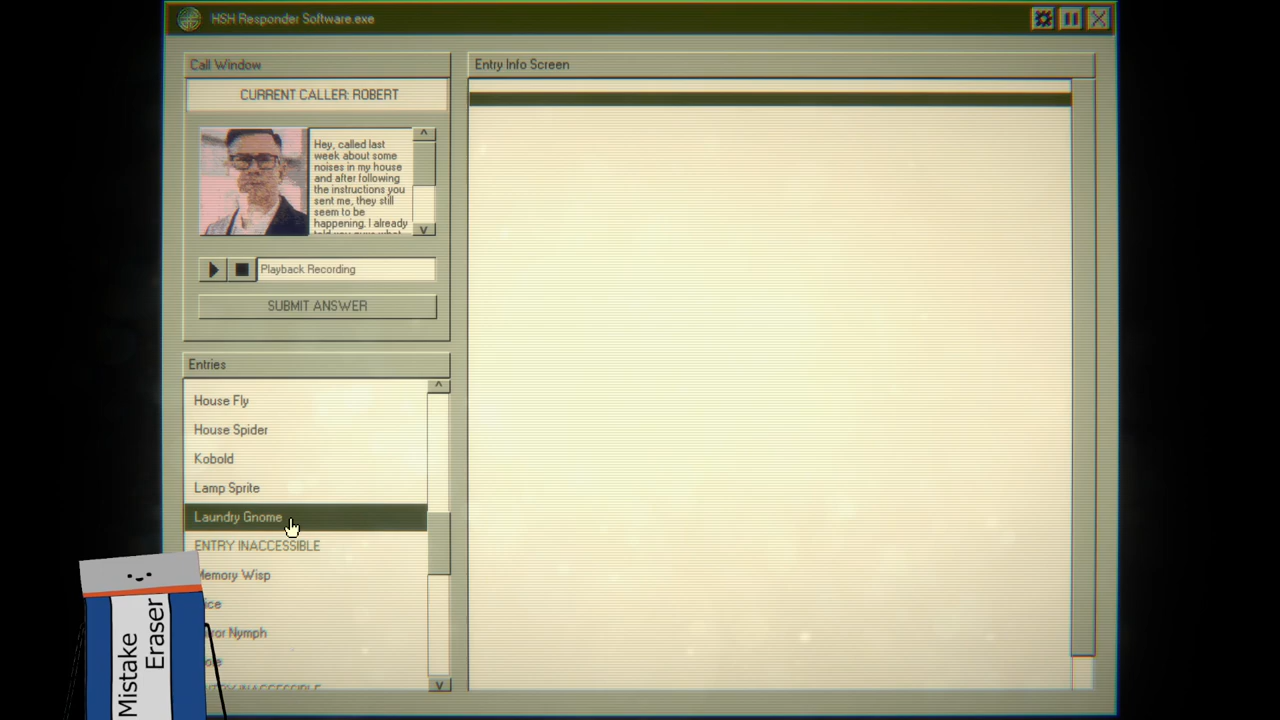 HSH Responder Software.exe
Call Window
CURRENT CALLER: ROBERT
Hey, called last
week about some
noises in my house
and after following
the instructions you
sent me, they still
seem to be
happening. I already
Playback Recording
SUBMIT ANSWER
Entries
House Fly
House Spider
Kobold
Lamp Sprite
Laundry Gnome
ENTRY INACCESSIBLE
Memory Wisp
Nymph
ENTRY INACCESSIBLE
Entry Info Screen
Mistake
Eraser